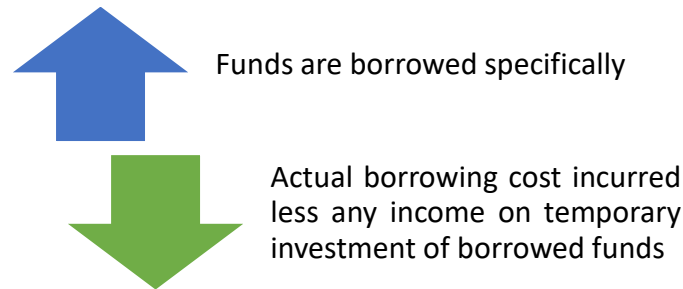 Funds are borrowed specifically
Actual borrowing cost incurred
less any income on temporary
investment of borrowed funds